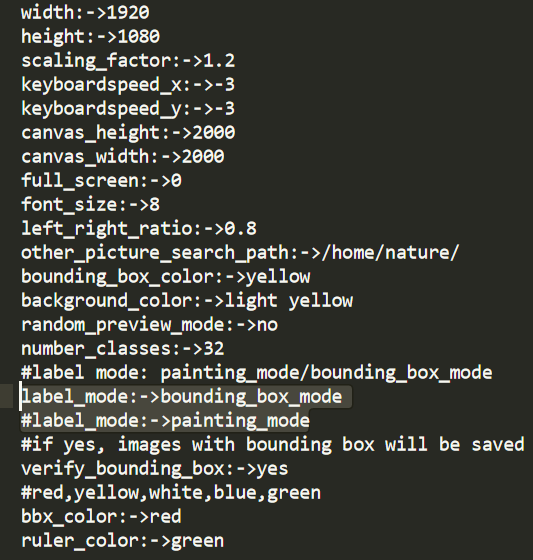 width:->1920
height:->1080
scaling_factor:->1.2
keyboardspeed_x:->-3
keyboardspeed_y:->-3
canvas_height:->2000
canvas_width:->2000
full_screen:->0
font_size:->8
left_right_ratio:->0.8
other_picture_search_path:->/home/nature/
bounding_box_color:->yellow
background_color:->light yellow
random_preview_mode:->no
number_classes:->32
#label mode: painting_mode/bounding_box_mode
label_mode:->bounding_box_mode
#label_mode:->painting_mode
#if yes, images with bounding box will be saved
verify_bounding_box:->yes
#red,yellow,white,blue,green
bbx_color:->red
ruler_color:->green